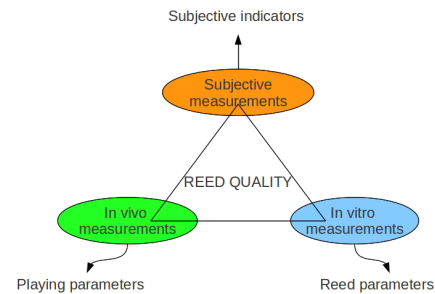 Subjective indicators
Subjective
measurements
REED QUALITY
In vivo
measurements
In vitro
measurements
Playing parameters
Reed parameters